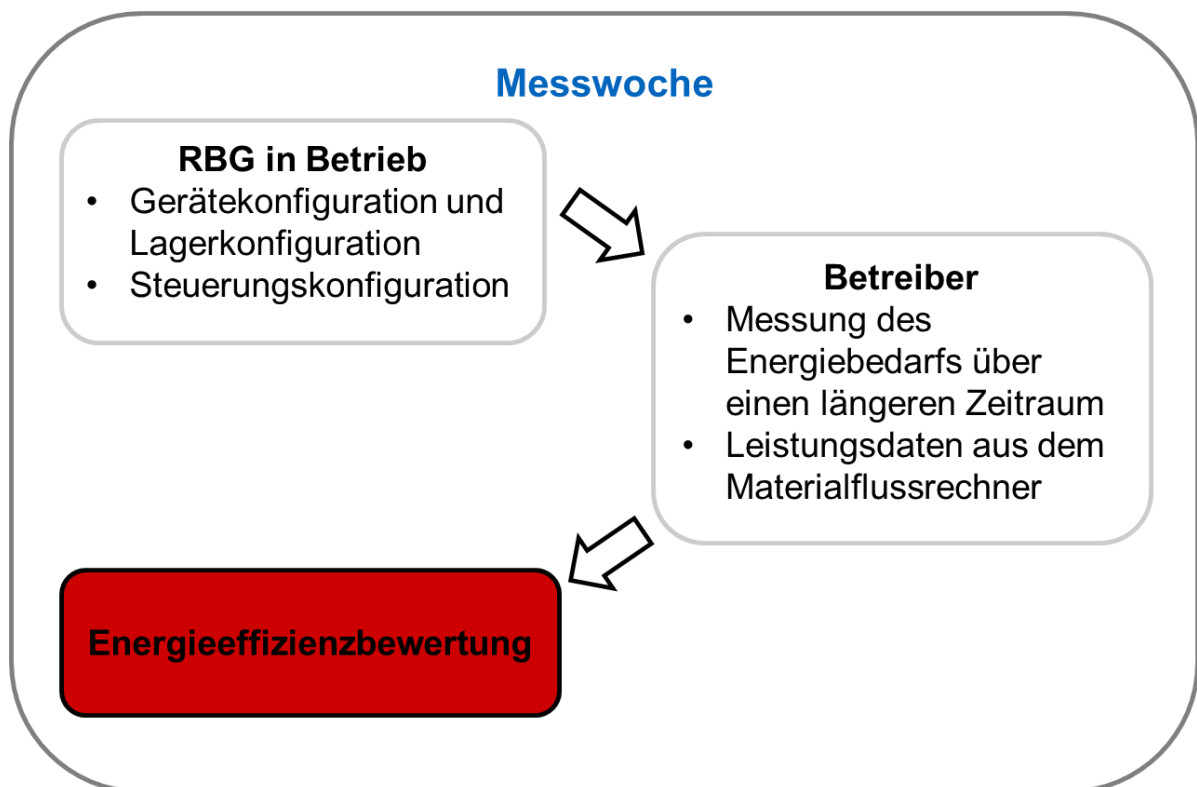 Messwoche
RBG in Betrieb
• Gerätekonfiguration und
Lagerkonfiguration
• Steuerungskonfiguration
Betreiber
• Messung des
Energiebedarfs über
einen längeren Zeitraum
• Leistungsdaten aus dem
Materialflussrechner
Energieeffizienzbewertung